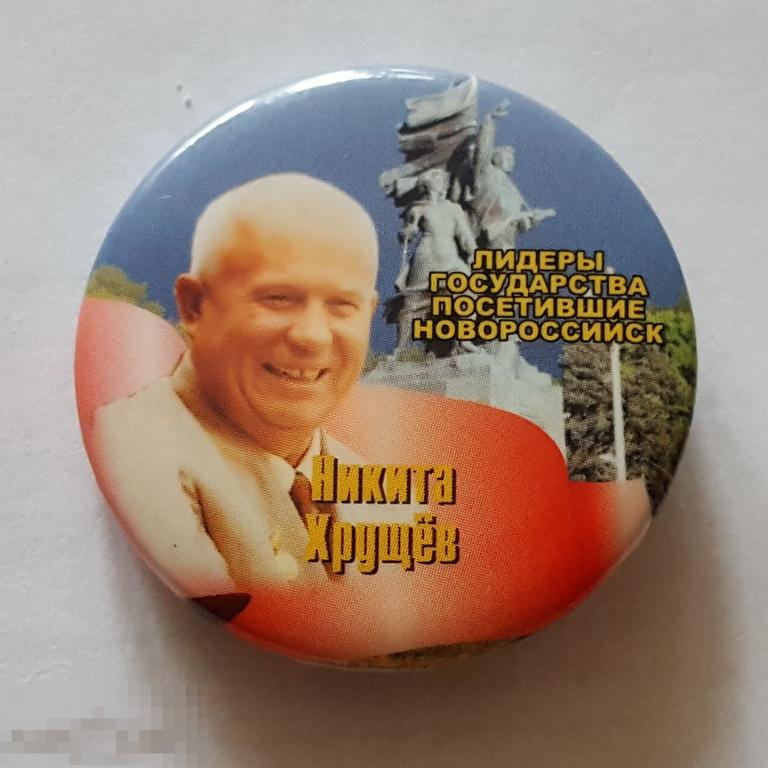 ЛИДЕРЫ
ГОСУДАРСТВА
ПОСЕТИВШИЕ
НОВОРОССИЙСК
Никита
Хрущёв